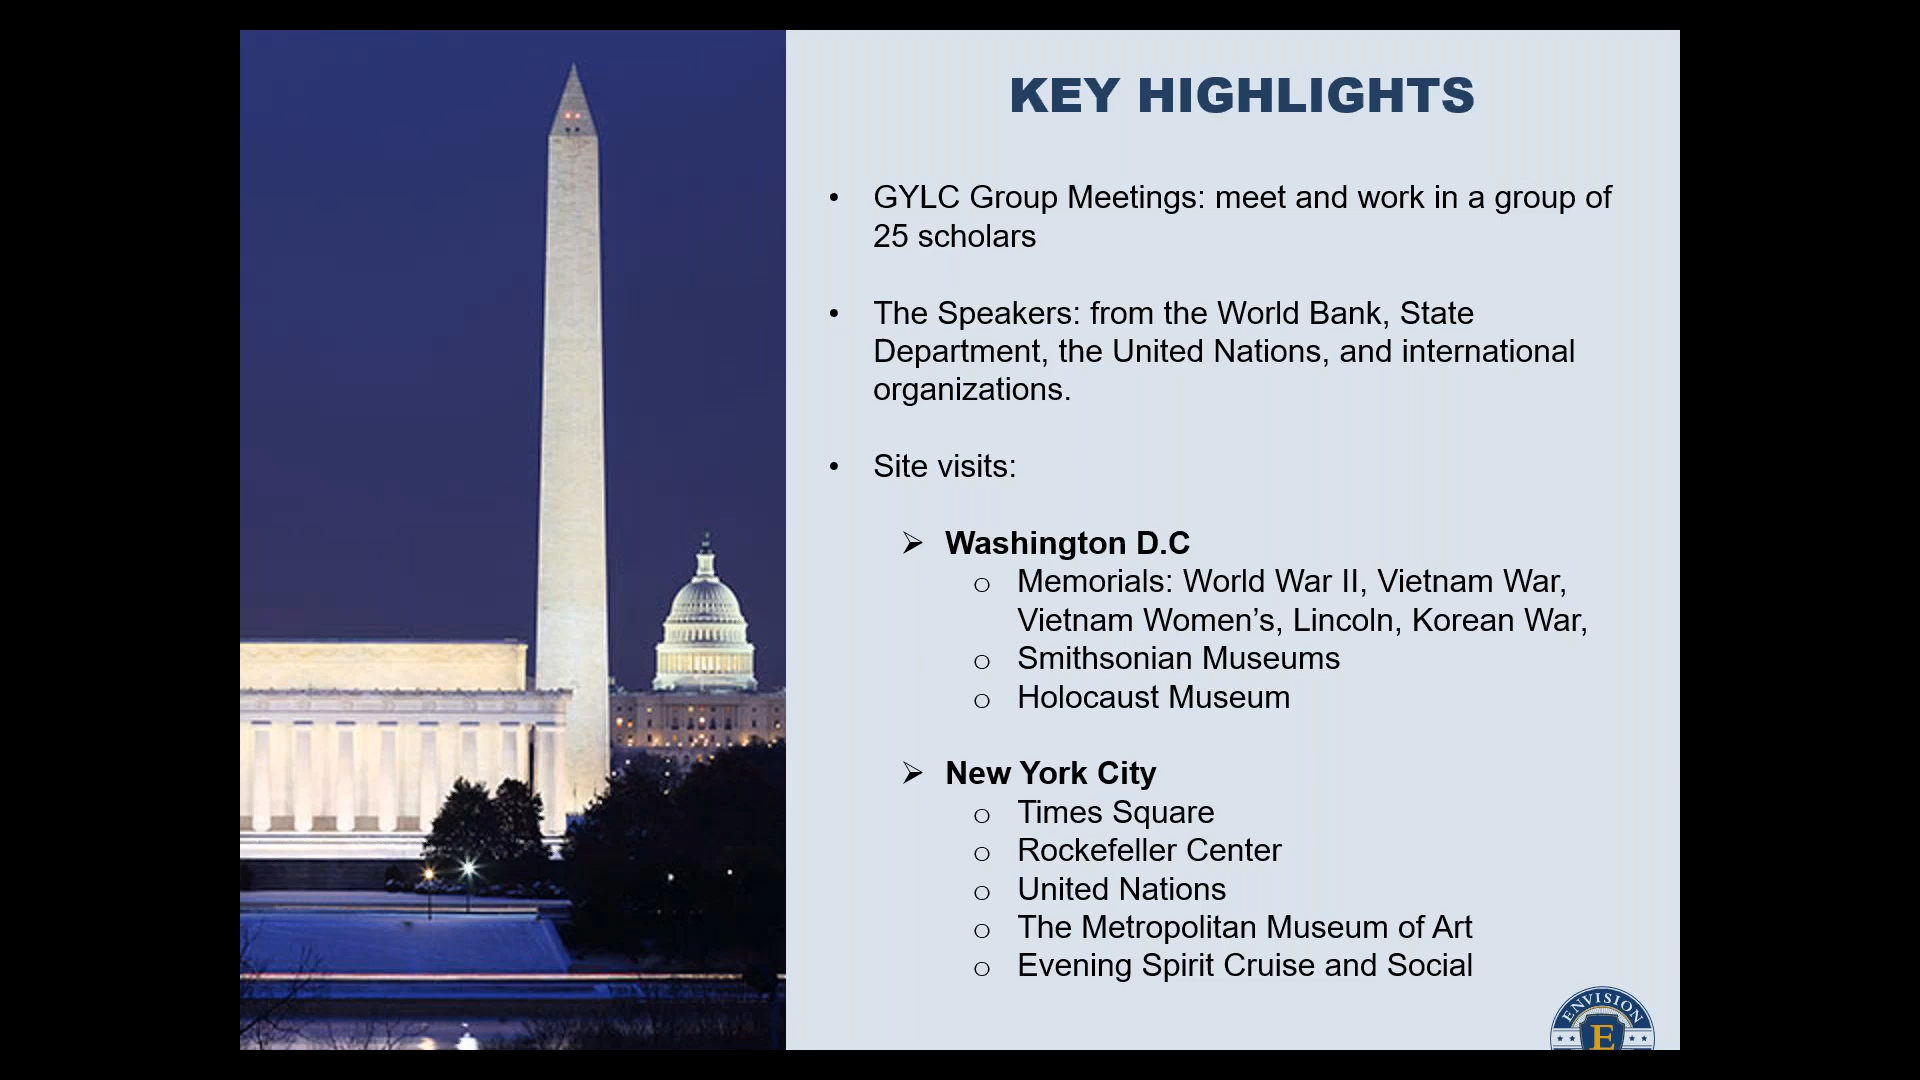 KEY HIGHLIGHTS
• GYLC Group Meetings: meet and work in a group of
25 scholars
• The Speakers: from the World Bank, State
Department, the United Nations, and international
organizations.
• Site visits:
➢ Washington D.C
o Memorials: World War II, Vietnam War,
Vietnam Women’s, Lincoln, Korean War,
o Smithsonian Museums
o Holocaust Museum
➢ New York City
o Times Square
o Rockefeller Center
o United Nations
o The Metropolitan Museum of Art
o Evening Spirit Cruise and Social
ENVISION
E